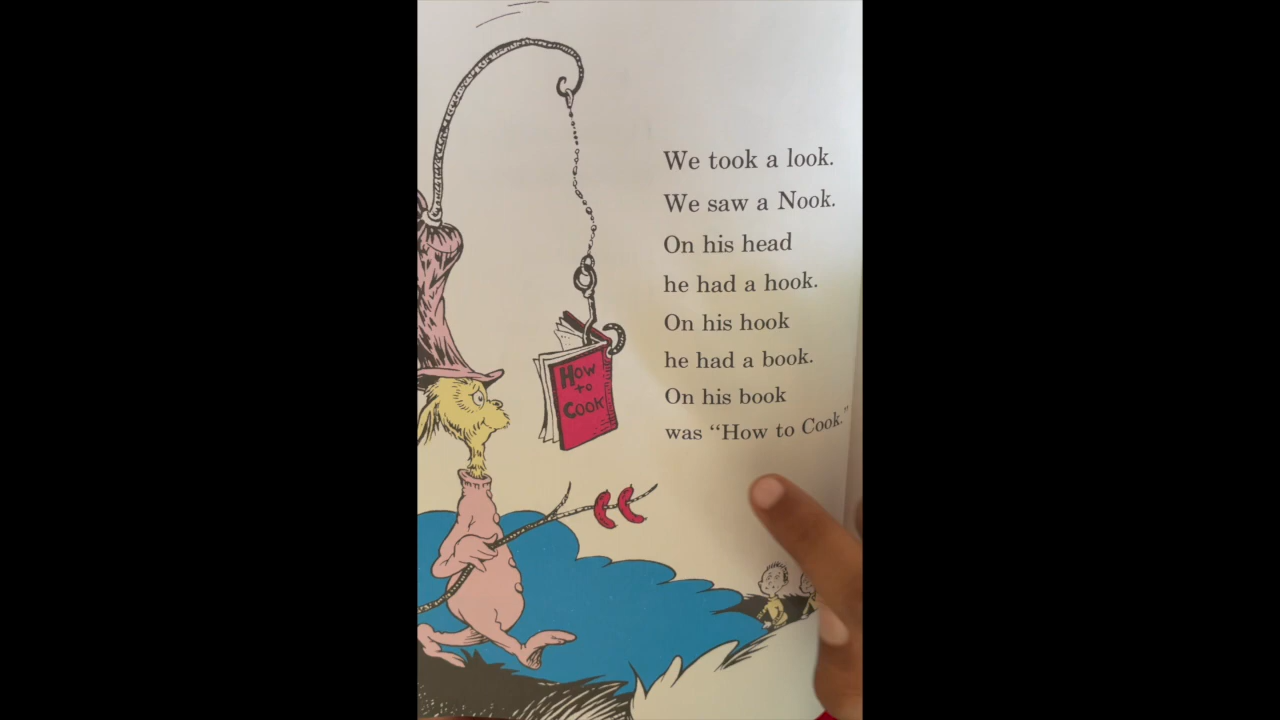 We took a look.
We saw a Nook.
On his head
he had a hook.
On his hook
he had a book.
On his book
was “How to Cook.”
How
to
Cook